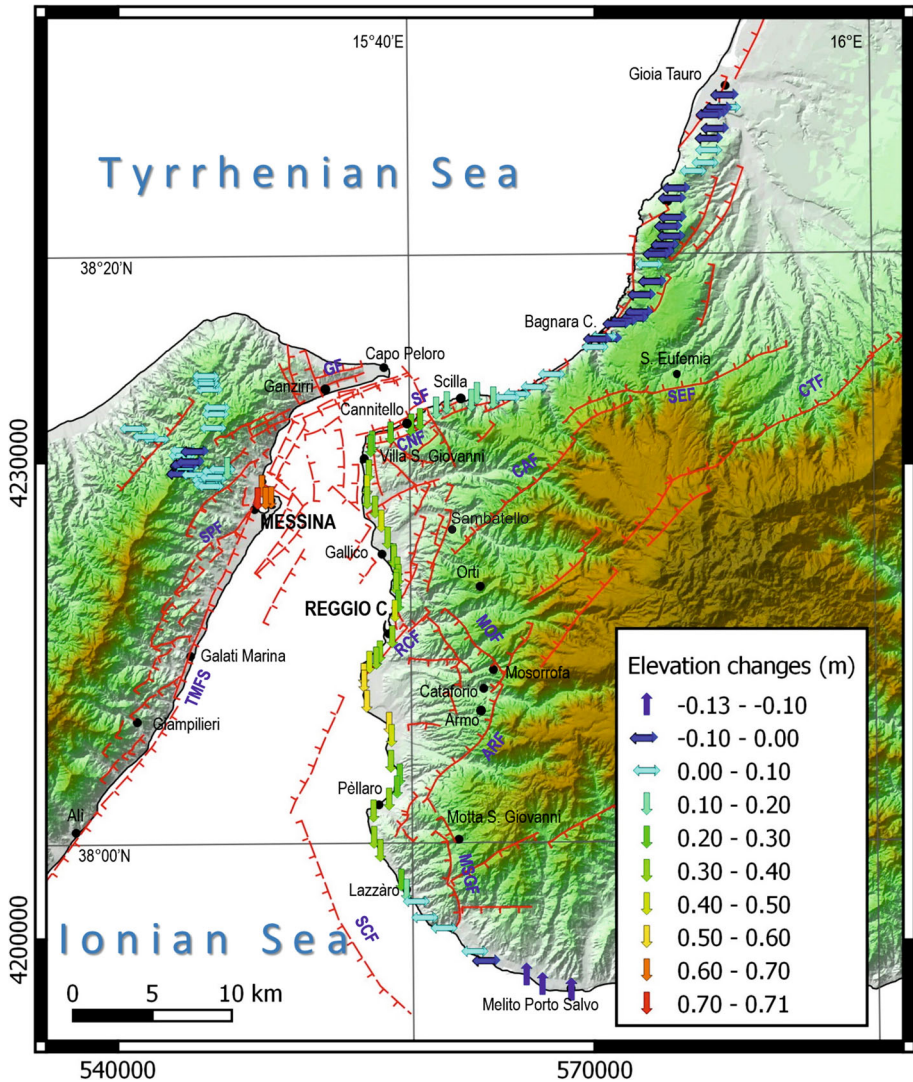 15°40'E
16°E
Gioia Tauro
Tyrrhenian Sea
38°20'N
Bagnara C.
Capo Peloro
S. Eufemia
GF
Ganzirri
Scilla
SF
SEF
CTF
Cannitello
CNF
4230000
Villa S. Giovanni
CAF
MESSINA
SPF
Sambatello
Gallico
Orti
REGGIO C.
MOF
RCF
Galati Marina
Mosorrofa
TMFS
Cataforio
Giampilieri
Armo
ARF
Pèllaro
Alì
Motta S. Giovanni
38°00'N
MSGF
Lazzàro
SCF
4200000
Ionian Sea
Melito Porto Salvo
0 5 10 km
Elevation changes (m)
-0.13 - -0.10
-0.10 - 0.00
0.00 - 0.10
0.10 - 0.20
0.20 - 0.30
0.30 - 0.40
0.40 - 0.50
0.50 - 0.60
0.60 - 0.70
0.70 - 0.71
540000
570000